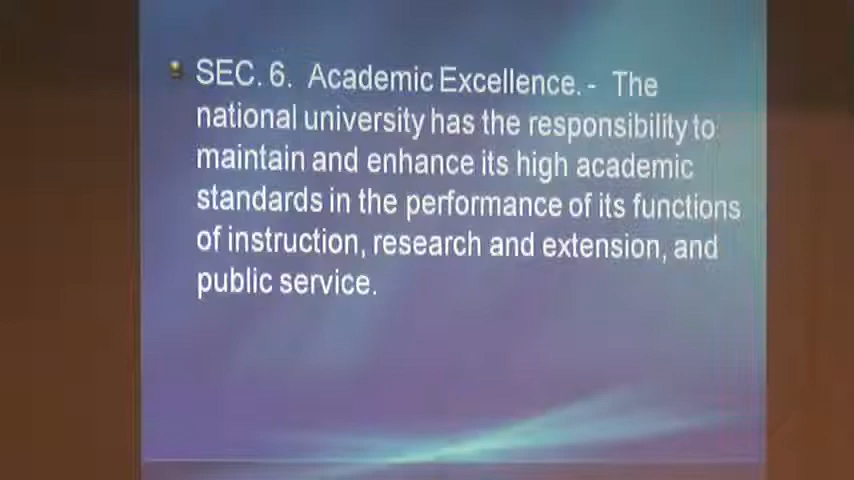 SEC. 6. Academic Excellence. - The
national university has the responsibility to
maintain and enhance its high academic
standards in the performance of its functions
of instruction, research and extension, and
public service.